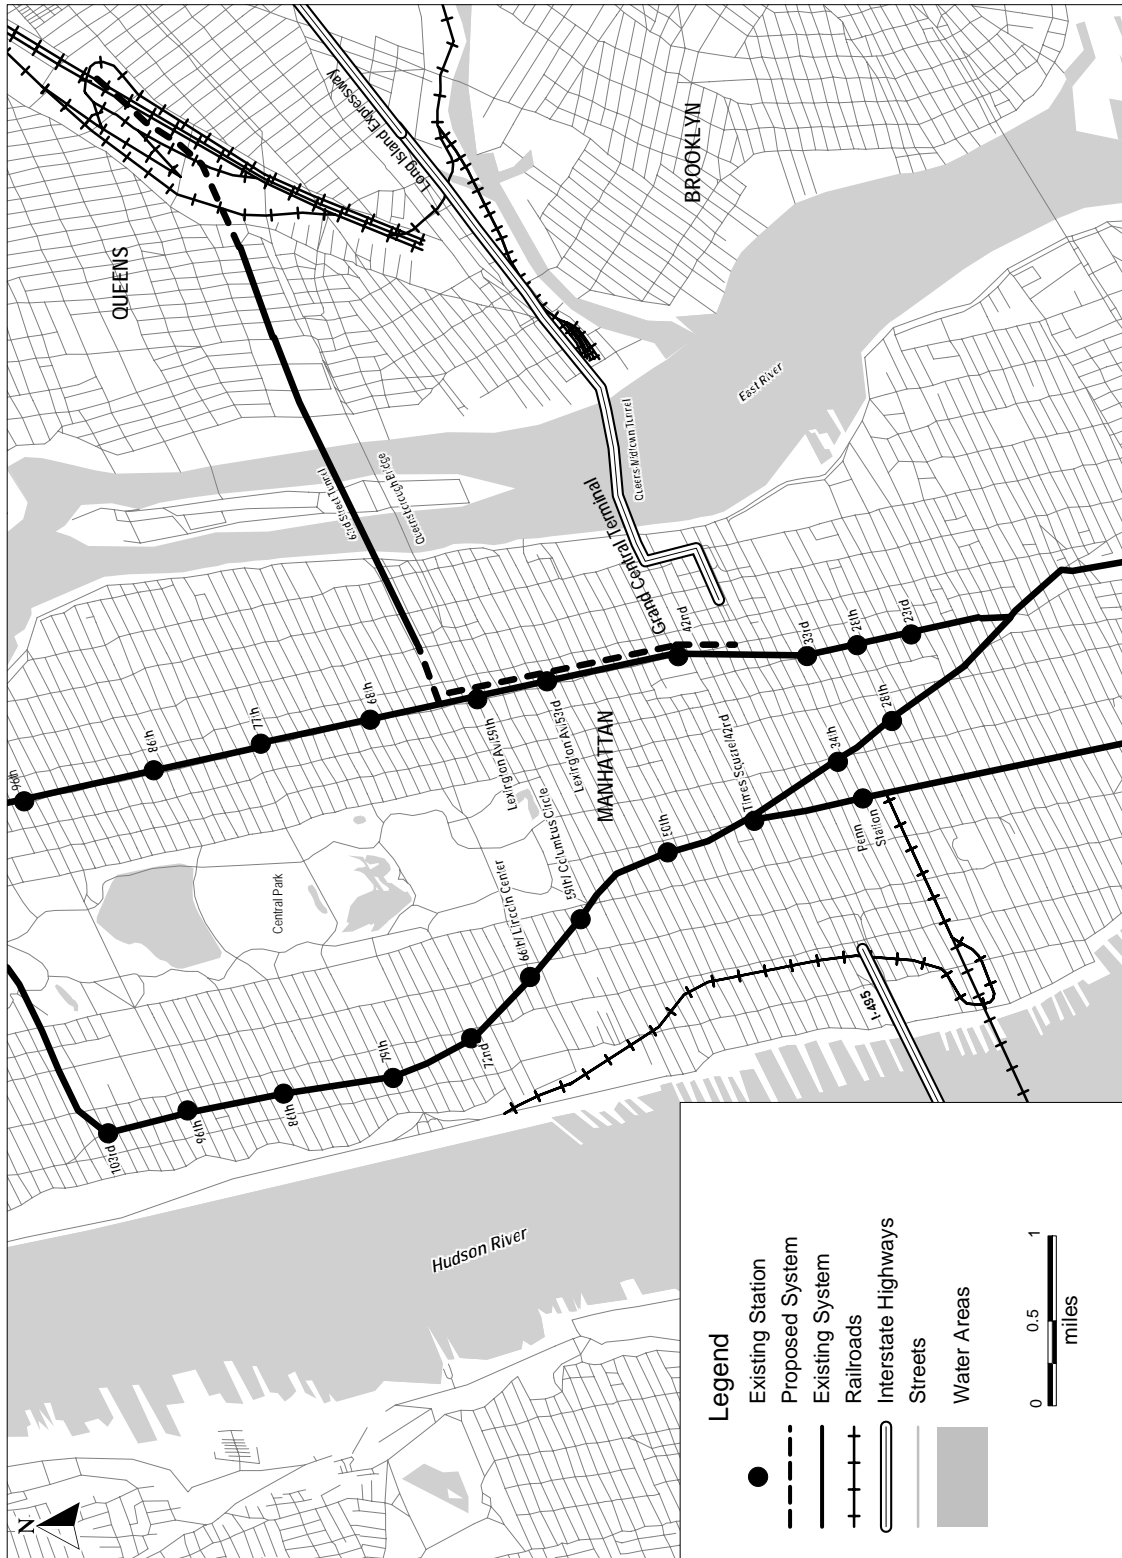 N
QUEENS
BROOKLYN
MANHATTAN
Long Island Expressway
63rd Street Tunnel
Queensborough Bridge
Queens-Midtown Tunnel
East River
Grand Central Terminal
Central Park
Hudson River
I-495
96th
86th
77th
68th
Lexington Av/59th
Lexington Av/53rd
42nd
33rd
28th
23rd
103rd
96th
86th
79th
72nd
66th/ Lincoln Center
59th/ Columbus Circle
50th
Times Square/42nd
34th
28th
Penn
Station
Legend
Existing Station
Proposed System
Existing System
Railroads
Interstate Highways
Streets
Water Areas
0
0.5
1
miles